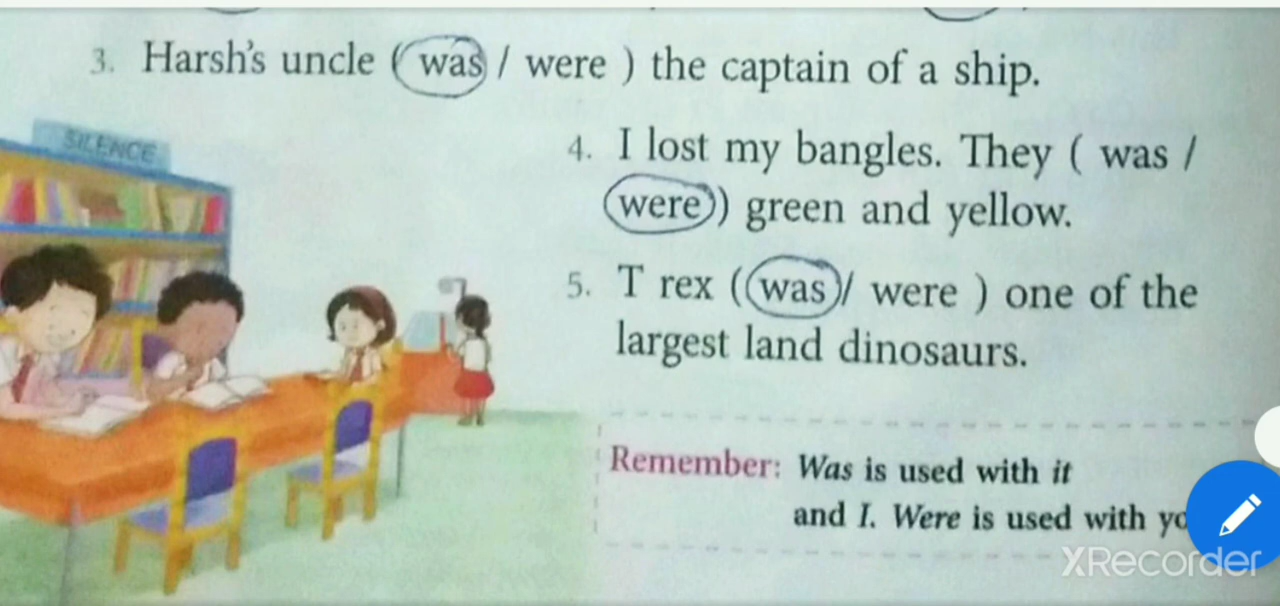 3. Harsh's uncle ( was / were ) the captain of a ship.
SILENCE
4. I lost my bangles. They ( was /
were ) green and yellow.
5. T rex ( was / were ) one of the
largest land dinosaurs.
Remember: Was is used with it
and I. Were is used with
XRecorder